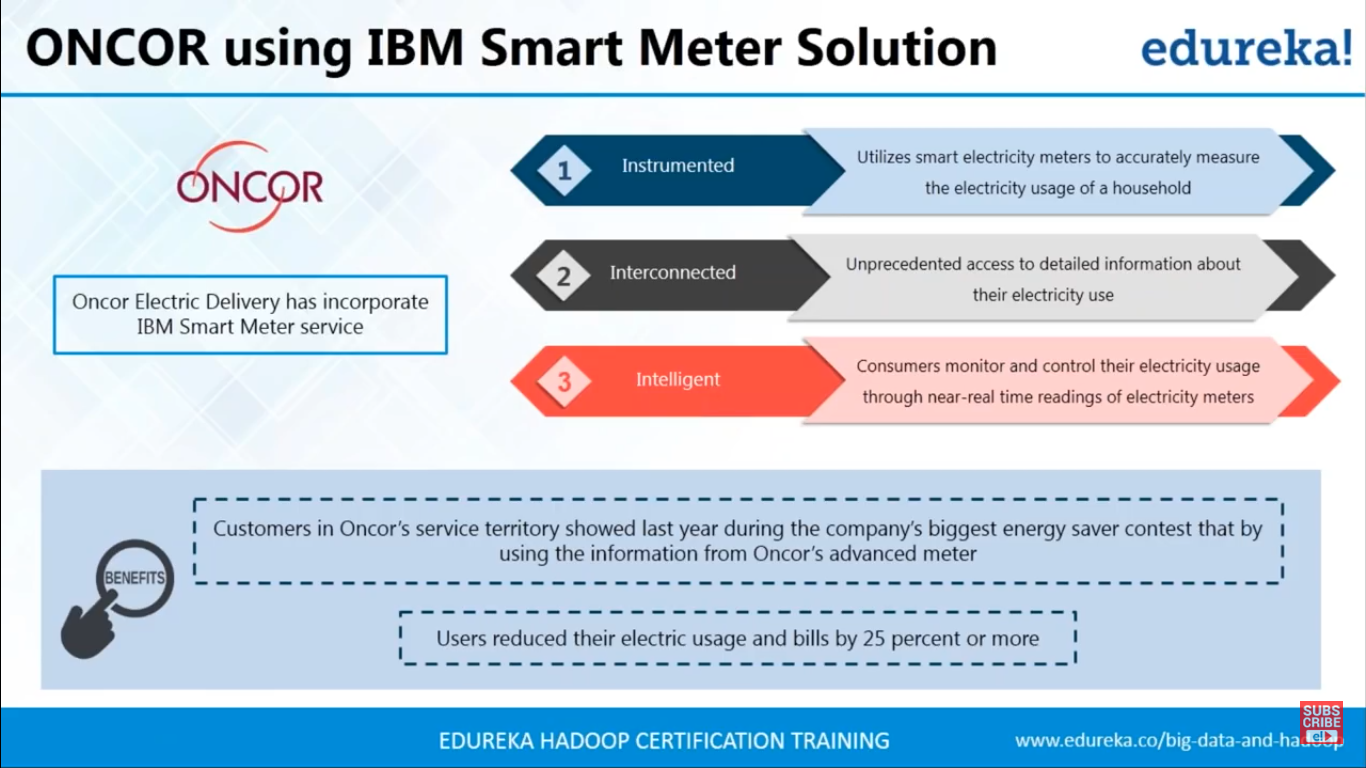 ONCOR using IBM Smart Meter Solution
edureka!
ONCOR
Oncor Electric Delivery has incorporate
IBM Smart Meter service
1
Instrumented
Utilizes smart electricity meters to accurately measure
the electricity usage of a household
2
Interconnected
Unprecedented access to detailed information about
their electricity use
3
Intelligent
Consumers monitor and control their electricity usage
through near-real time readings of electricity meters
BENEFITS
Customers in Oncor’s service territory showed last year during the company’s biggest energy saver contest that by
using the information from Oncor’s advanced meter
Users reduced their electric usage and bills by 25 percent or more
EDUREKA HADOOP CERTIFICATION TRAINING
www.edureka.co/big-data-and-hadoop
SUBS
CRIBE
e!